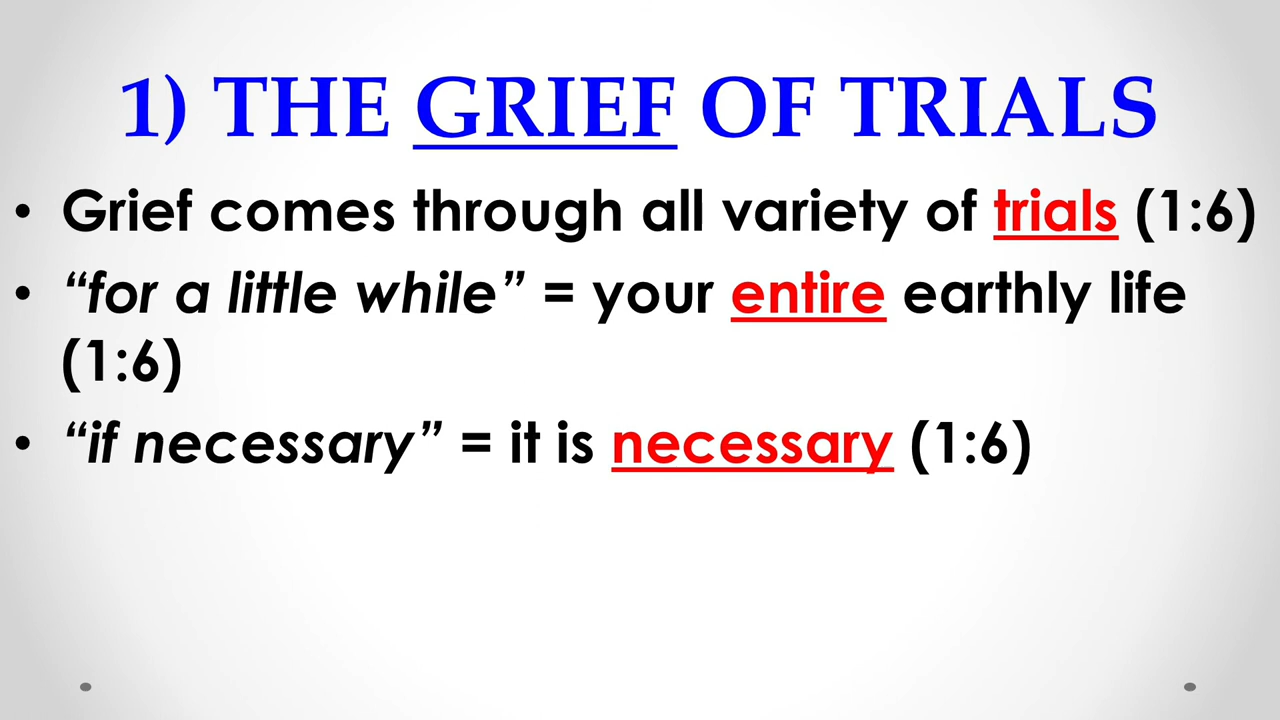 1) THE GRIEF OF TRIALS
• Grief comes through all variety of trials (1:6)
• “for a little while” = your entire earthly life
(1:6)
• “if necessary” = it is necessary (1:6)